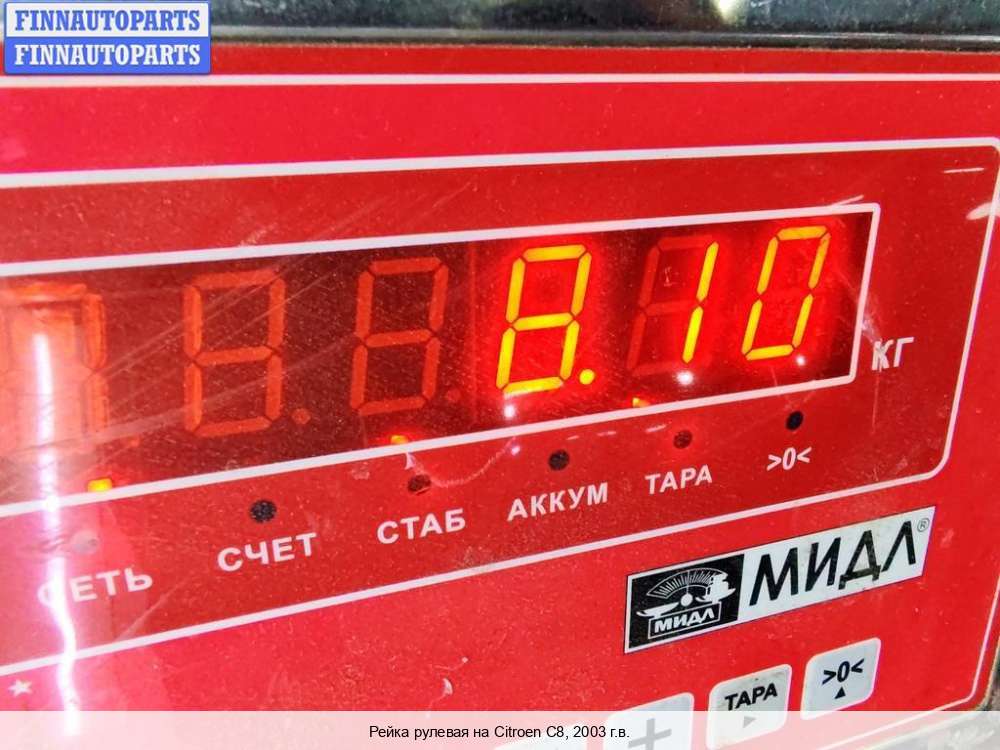 FINNAUTOPARTS
FINNAUTOPARTS
8.10
КГ
СЕТЬ
СЧЕТ
СТАБ
АККУМ
ТАРА
>0<
МИДЛ
МИДЛ®
+
ТАРА
>0<
Рейка рулевая на Citroen C8, 2003 г.в.